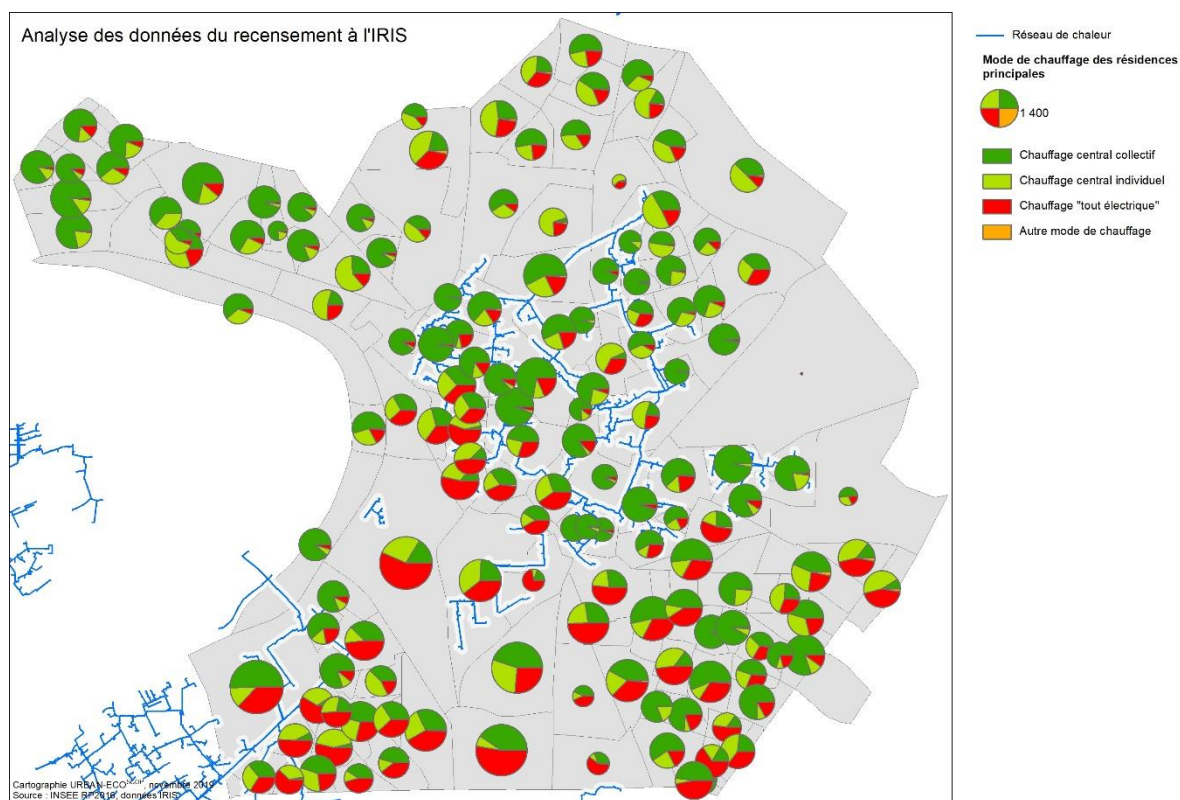 Analyse des données du recensement à l'IRIS
Réseau de chaleur
Mode de chauffage des résidences
principales
1 400
Chauffage central collectif
Chauffage central individuel
Chauffage "tout électrique"
Autre mode de chauffage
Cartographie URBAN-ECO, novembre 2019
Source : INSEE RP2016, données IRIS